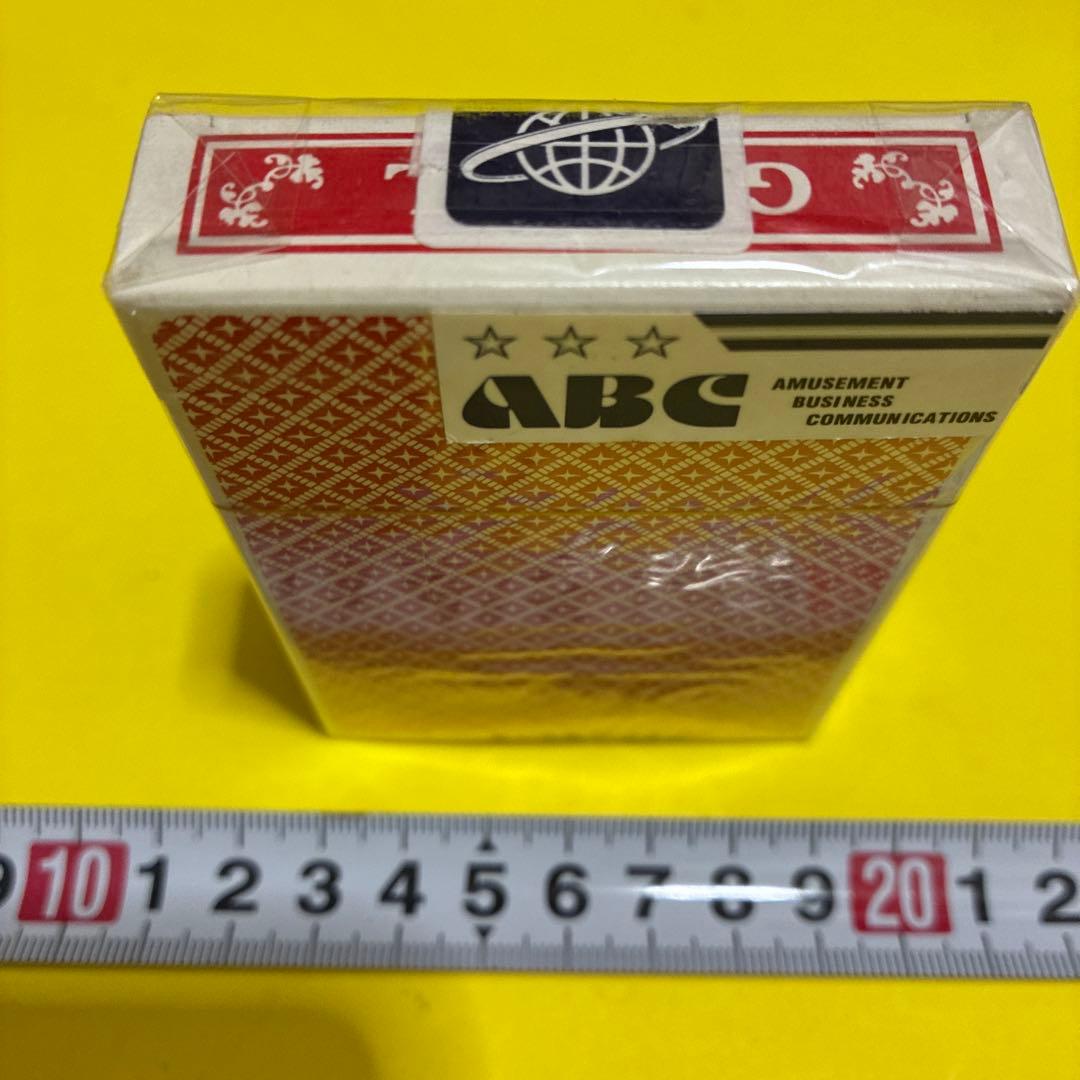 G
☆☆☆
ABC
AMUSEMENT
BUSINESS
COMMUNICATIONS
9 10 1 2 3 4 5 6 7 8 9 20 1 2